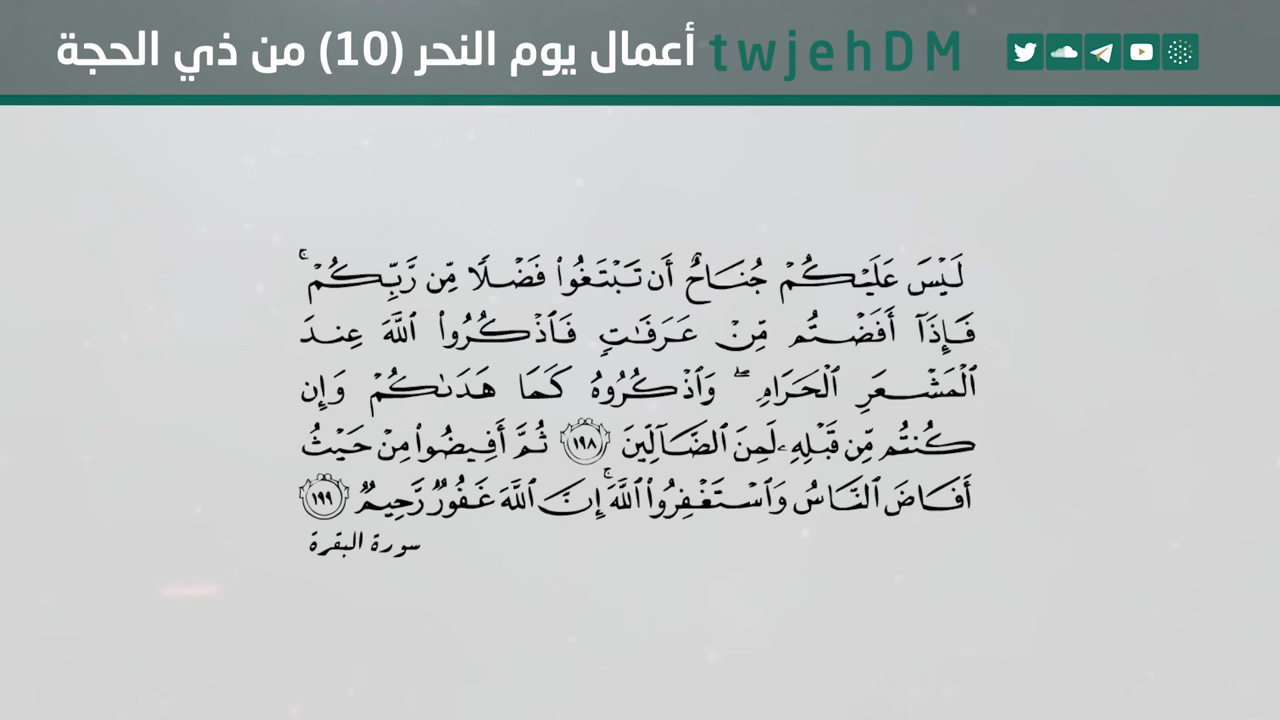 أعمال يوم النحر (10) من ذي الحجة twjehDM
لَيۡسَ عَلَيۡكُمۡ جُنَاحٌ أَن تَبۡتَغُواْ فَضۡلٗا مِّن رَّبِّكُمۡۚ
فَإِذَآ أَفَضۡتُم مِّنۡ عَرَفَٰتٖ فَٱذۡكُرُواْ ٱللَّهَ عِندَ
ٱلۡمَشۡعَرِ ٱلۡحَرَامِۖ وَٱذۡكُرُوهُ كَمَا هَدَىٰكُمۡ وَإِن
كُنتُم مِّن قَبۡلِهِۦ لَمِنَ ٱلضَّآلِّينَ ١٩٨ ثُمَّ أَفِيضُواْ مِنۡ حَيۡثُ
أَفَاضَ ٱلنَّاسُ وَٱسۡتَغۡفِرُواْ ٱللَّهَۚ إِنَّ ٱللَّهَ غَفُورٞ رَّحِيمٞ ١٩٩
سورة البقرة